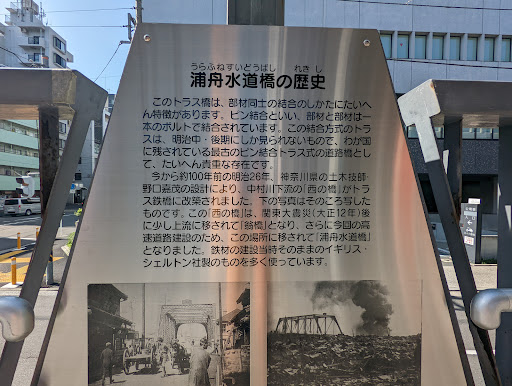 うらふねすいどうばし れきし
浦舟水道橋の歴史
このトラス橋は、部材同士の結合のしかたにたいへ
ん特徴があります。ピン結合といい、部材と部材は一
本のボルトで結合されています。この結合方式のトラ
スは、明治中・後期にしか見られないもので、わが国
に残されている最古のピン結合トラス式の道路橋とし
て、たいへん貴重な存在です。
今から約100年前の明治26年、神奈川県の土木技師・
野口嘉茂の設計により、中村川下流の「西の橋」がトラ
ス鉄橋に改築されました。下の写真はそのころ写した
ものです。この「西の橋」は、関東大震災(大正12年)後
に少し上流に移されて「翁橋」となり、さらに今回の高
速道路建設のため、この場所に移されて「浦舟水道橋」
となりました。鉄材の建設当時そのままのイギリス・
シェルトン社製のものを多く使っています。